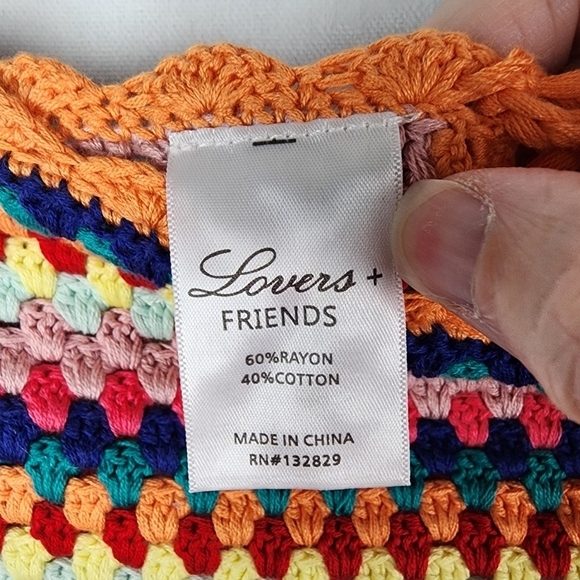 Lovers +
FRIENDS
60%RAYON
40%COTTON
MADE IN CHINA
RN#132829